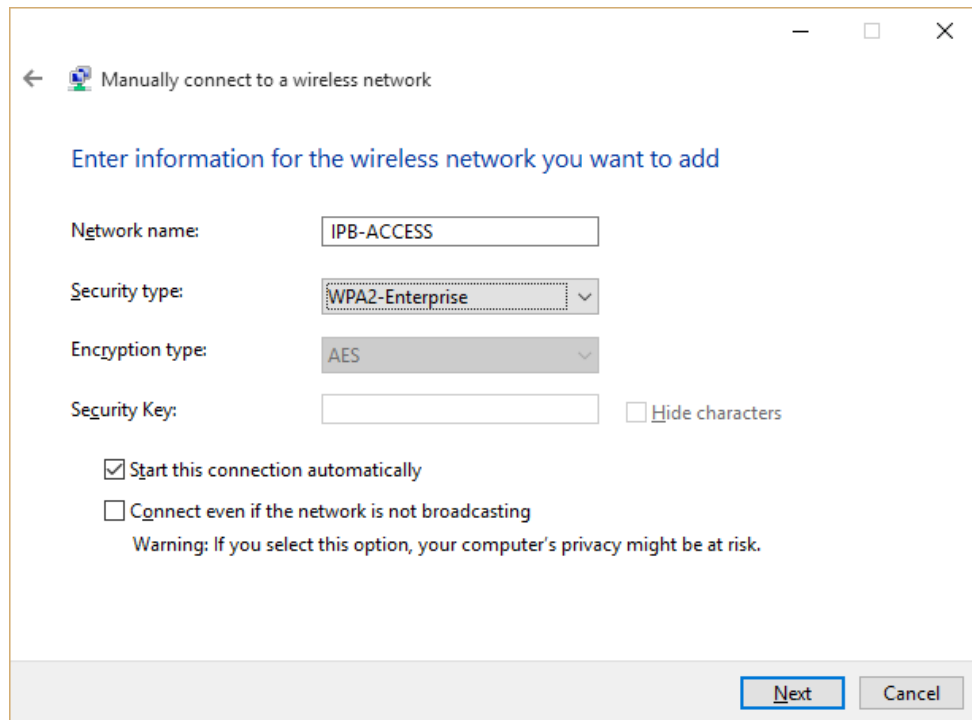 Manually connect to a wireless network
Enter information for the wireless network you want to add
Network name: IPB-ACCESS
Security type: WPA2-Enterprise
Encryption type: AES
Security Key: Hide characters
Start this connection automatically
Connect even if the network is not broadcasting
Warning: If you select this option, your computer's privacy might be at risk.
Next Cancel